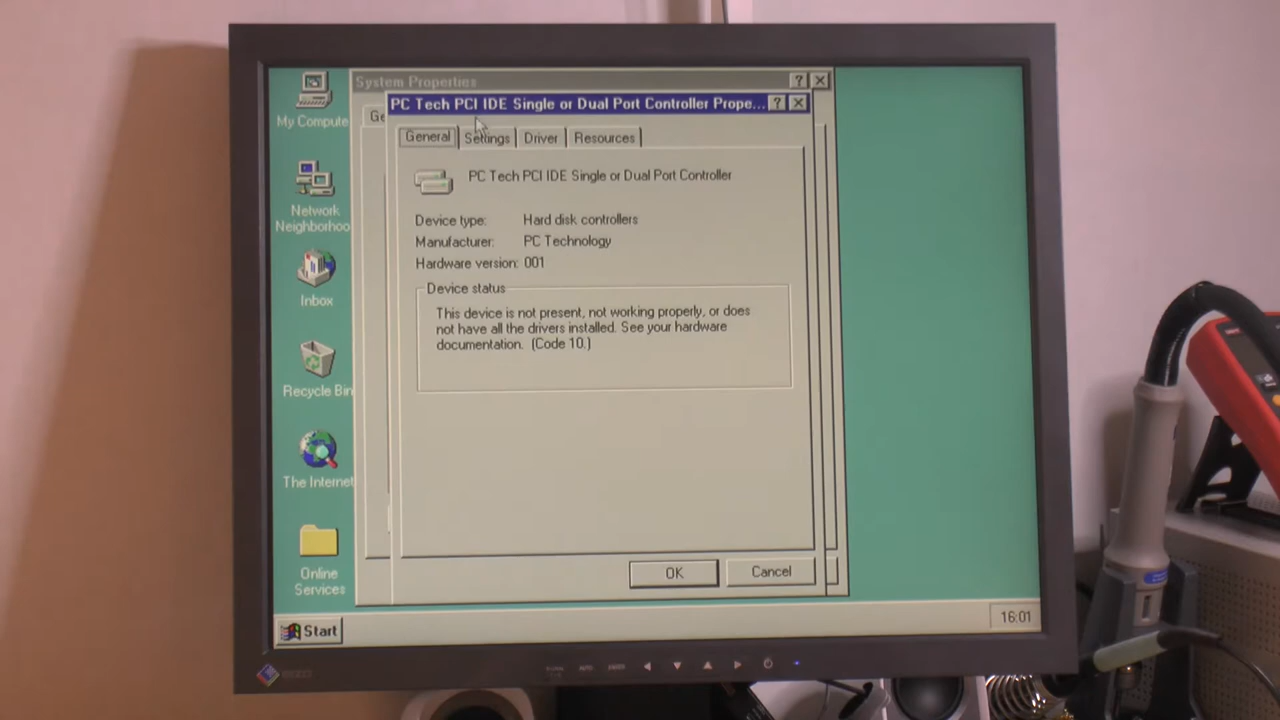 My Compute
Network
Neighborhoo
Inbox
Recycle Bin
The Internet
Online
Services
System Properties
Ge
PC Tech PCI IDE Single or Dual Port Controller Prope...
General
Settings
Driver
Resources
PC Tech PCI IDE Single or Dual Port Controller
Device type: Hard disk controllers
Manufacturer: PC Technology
Hardware version: 001
Device status
This device is not present, not working properly, or does
not have all the drivers installed. See your hardware
documentation. (Code 10.)
OK
Cancel
Start
16:01